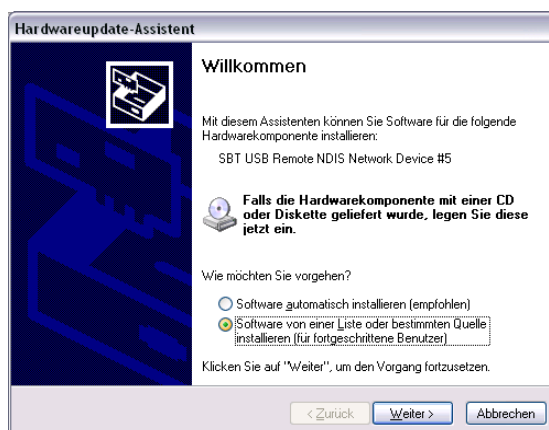 Hardwareupdate-Assistent
Willkommen
Mit diesem Assistenten können Sie Software für die folgende
Hardwarekomponente installieren:
SBT USB Remote NDIS Network Device #5
Falls die Hardwarekomponente mit einer CD
oder Diskette geliefert wurde, legen Sie diese
jetzt ein.
Wie möchten Sie vorgehen?
Software automatisch installieren (empfohlen)
Software von einer Liste oder bestimmten Quelle
installieren (für fortgeschrittene Benutzer)
Klicken Sie auf "Weiter", um den Vorgang fortzusetzen.
< Zurück Weiter > Abbrechen